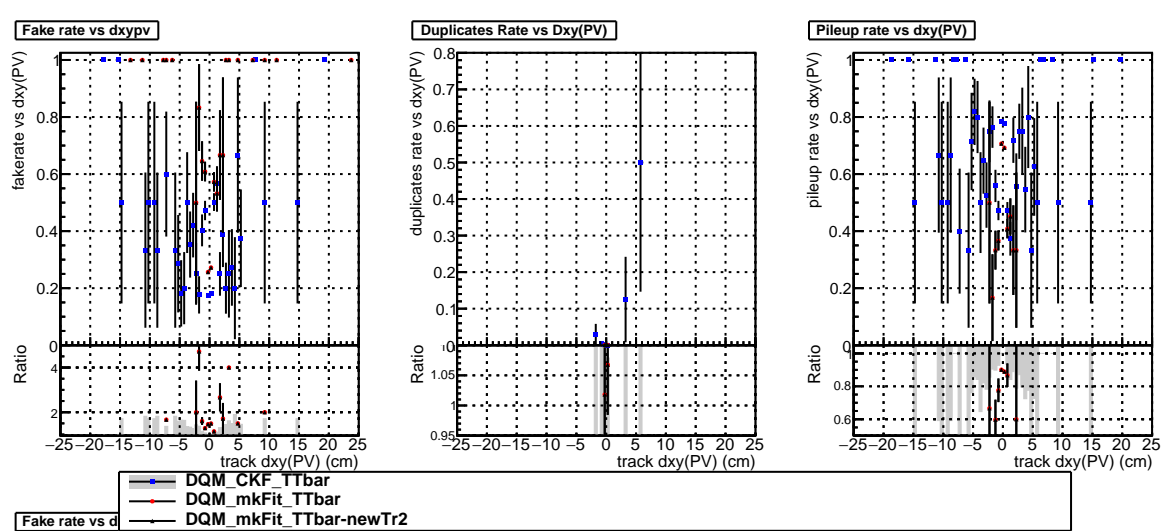 Fake rate vs dxypv
Duplicates Rate vs Dxy(PV)
Pileup rate vs dxy(PV)
fakerate vs dxy(PV)
1
0.8
0.6
0.4
0.2
0
Ratio
4
2
−25 −20 −15 −10 −5 0 5 10 15 20 25
track dxy(PV) (cm)
duplicates rate vs dxy(PV)
0.8
0.7
0.6
0.5
0.4
0.3
0.2
0.1
0
Ratio
1.05
1
0.95
−25 −20 −15 −10 −5 0 5 10 15 20 25
track dxy(PV) (cm)
pileup rate vs dxy(PV)
1
0.8
0.6
0.4
0.2
0
Ratio
1
0.8
0.6
−25 −20 −15 −10 −5 0 5 10 15 20 25
track dxy(PV) (cm)
DQM_CKF_TTbar
DQM_mkFit_TTbar
DQM_mkFit_TTbar-newTr2
Fake rate vs d